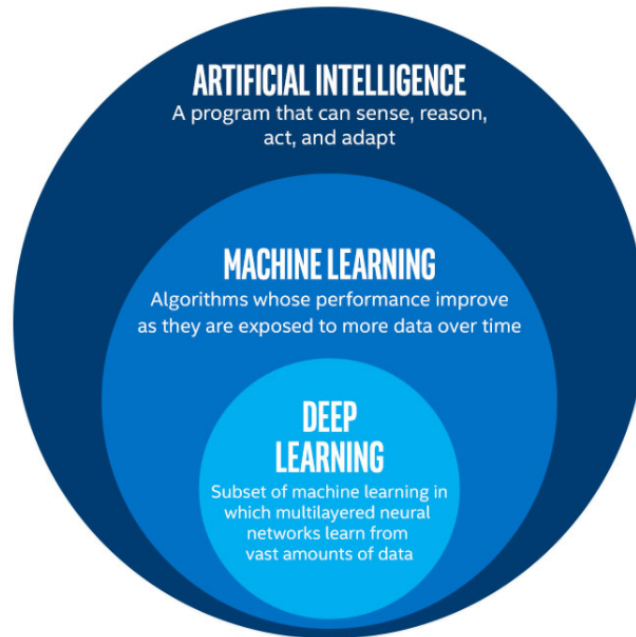 ARTIFICIAL INTELLIGENCE
A program that can sense, reason,
act, and adapt
MACHINE LEARNING
Algorithms whose performance improve
as they are exposed to more data over time
DEEP
LEARNING
Subset of machine learning in
which multilayered neural
networks learn from
vast amounts of data